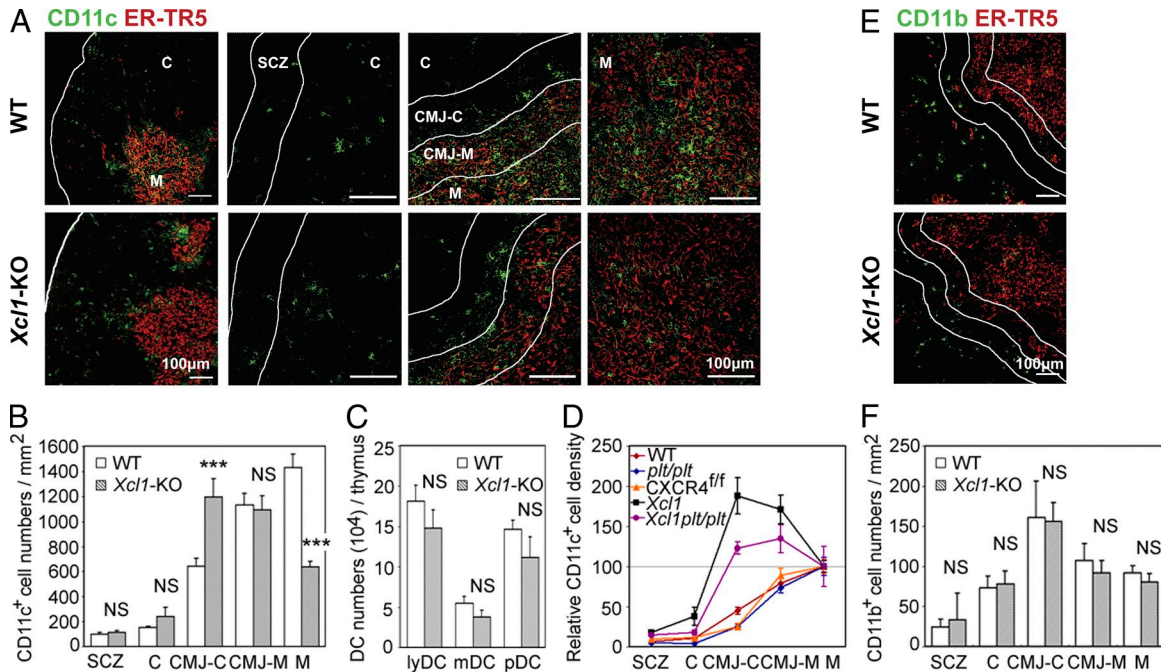 A
CD11c ER-TR5
WT
C
M
SCZ
C
C
CMJ-C
CMJ-M
M
M
Xcl1-KO
100μm
100μm
E
CD11b ER-TR5
WT
Xcl1-KO
100μm
B
CD11c+ cell numbers / mm2
1600
1400
1200
1000
800
600
400
200
0
WT
Xcl1-KO
NS
NS
***
NS
***
SCZ
C
CMJ-C
CMJ-M
M
C
DC numbers (10^4) / thymus
25
20
15
10
5
0
WT
Xcl1-KO
NS
NS
NS
lyDC
mDC
pDC
D
Relative CD11c+ cell density
250
200
150
100
50
0
WT
plt/plt
CXCR4f/f
Xcl1
Xcl1plt/plt
SCZ
C
CMJ-C
CMJ-M
M
F
CD11b+ cell numbers / mm2
250
200
150
100
50
0
WT
Xcl1-KO
NS
NS
NS
NS
NS
SCZ
C
CMJ-C
CMJ-M
M